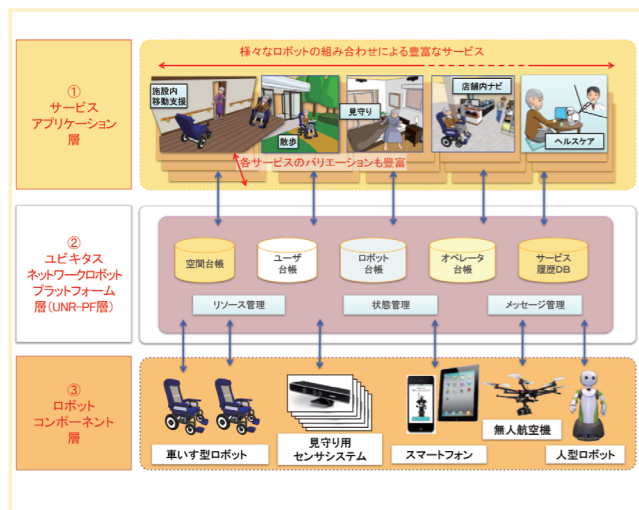 ①
サービス
アプリケーション
層
様々なロボットの組み合わせによる豊富なサービス
施設内
移動支援
散歩
見守り
店舗内ナビ
ヘルスケア
各サービスのバリエーションも豊富
②
ユビキタス
ネットワークロボット
プラットフォーム
層(UNR-PF層)
空間台帳
ユーザ
台帳
ロボット
台帳
オペレータ
台帳
サービス
履歴DB
リソース管理
状態管理
メッセージ管理
③
ロボット
コンポーネント
層
車いす型ロボット
見守り用
センサシステム
スマートフォン
無人航空機
人型ロボット